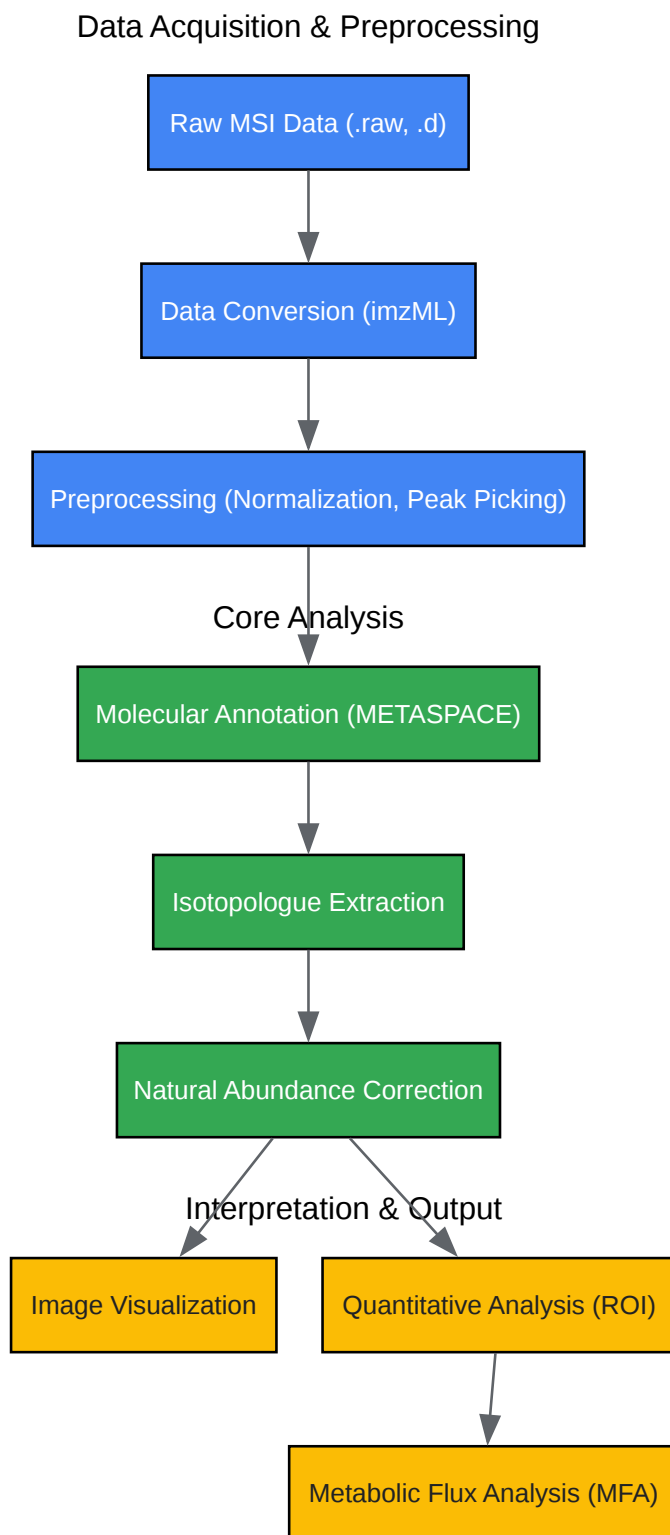 Data Acquisition & Preprocessing
Raw MSI Data (.raw, .d)
Data Conversion (imzML)
Preprocessing (Normalization, Peak Picking)
Core Analysis
Molecular Annotation (METASPACE)
Isotopologue Extraction
Natural Abundance Correction
Interpretation & Output
Image Visualization
Quantitative Analysis (ROI)
Metabolic Flux Analysis (MFA)